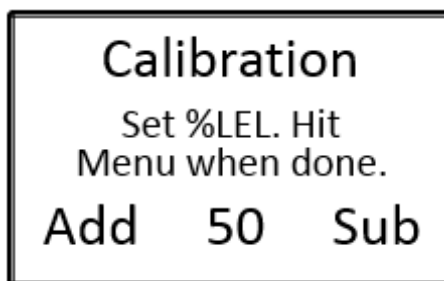 Calibration
Set %LEL. Hit
Menu when done.
Add 50 Sub